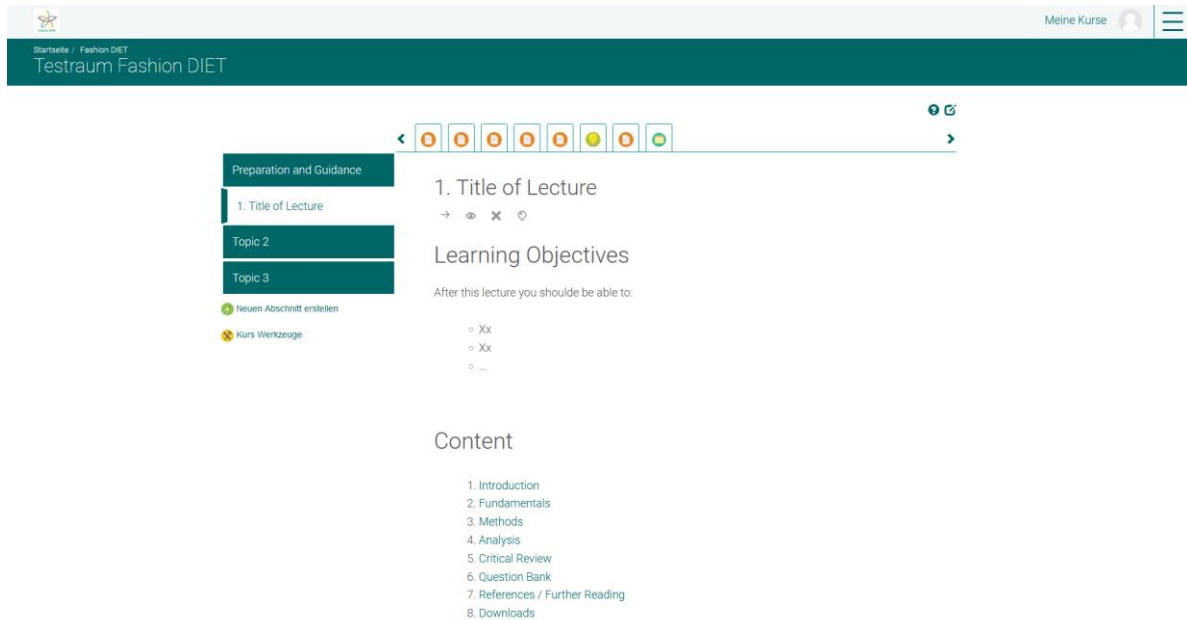 Meine Kurse
Startseite / Fashion DIET
Testraum Fashion DIET
Preparation and Guidance
1. Title of Lecture
Topic 2
Topic 3
Neuen Abschnitt erstellen
Kurs Werkzeuge
1. Title of Lecture
Learning Objectives
After this lecture you shoulde be able to:
Xx
Xx
...
Content
1. Introduction
2. Fundamentals
3. Methods
4. Analysis
5. Critical Review
6. Question Bank
7. References / Further Reading
8. Downloads